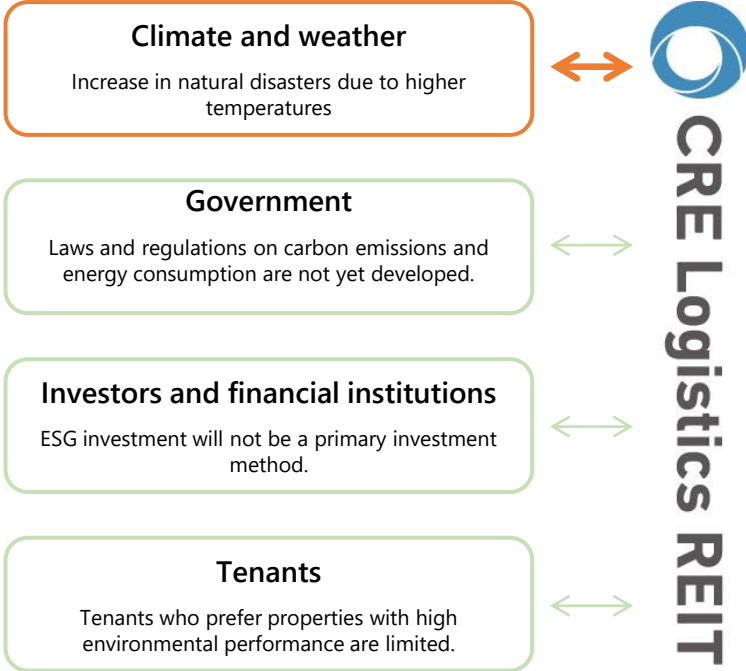 Climate and weather
Increase in natural disasters due to higher
temperatures
Government
Laws and regulations on carbon emissions and
energy consumption are not yet developed.
Investors and financial institutions
ESG investment will not be a primary investment
method.
Tenants
Tenants who prefer properties with high
environmental performance are limited.
CRE Logistics REIT